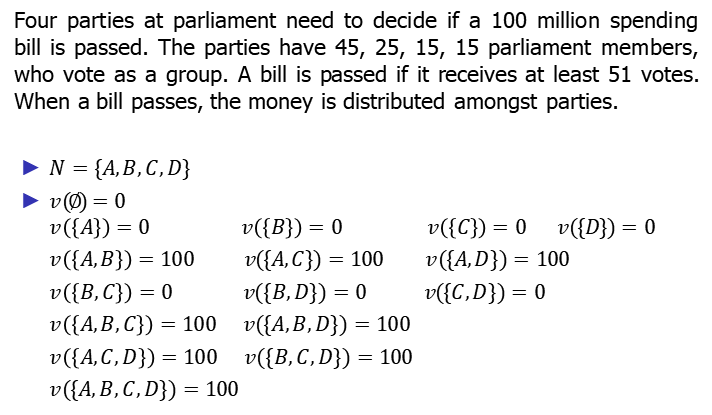 Four parties at parliament need to decide if a 100 million spending
bill is passed. The parties have 45, 25, 15, 15 parliament members,
who vote as a group. A bill is passed if it receives at least 51 votes.
When a bill passes, the money is distributed amongst parties.
▶ N = {A, B, C, D}
▶ v(∅) = 0
v({A}) = 0 v({B}) = 0 v({C}) = 0 v({D}) = 0
v({A, B}) = 100 v({A, C}) = 100 v({A, D}) = 100
v({B, C}) = 0 v({B, D}) = 0 v({C, D}) = 0
v({A, B, C}) = 100 v({A, B, D}) = 100
v({A, C, D}) = 100 v({B, C, D}) = 100
v({A, B, C, D}) = 100